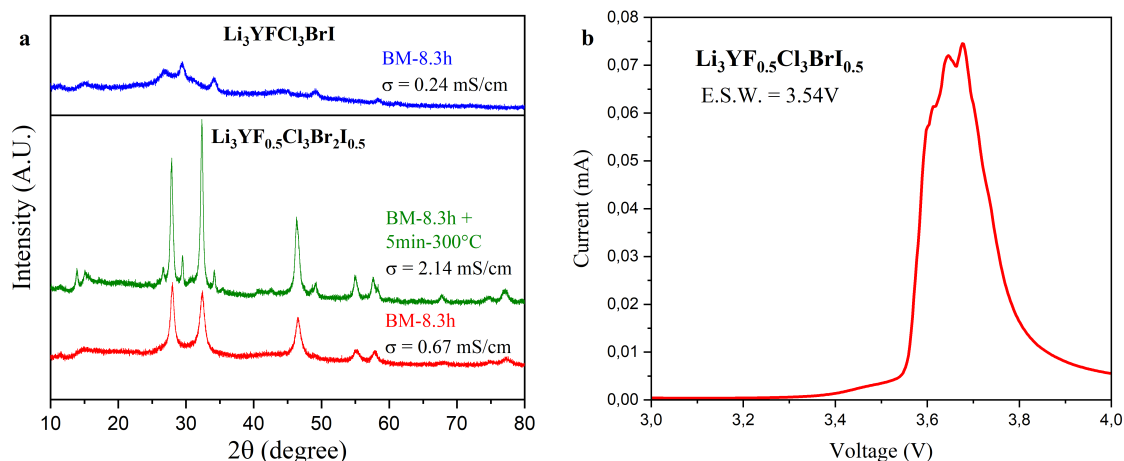 a
Li₃YFCl₃BrI
BM-8.3h
σ = 0.24 mS/cm
Li₃YF₀.₅Cl₃Br₂I₀.₅
BM-8.3h +
5min-300°C
σ = 2.14 mS/cm
BM-8.3h
σ = 0.67 mS/cm
Intensity (A.U.)
10 20 30 40 50 60 70 80
2θ (degree)
b
Li₃YF₀.₅Cl₃BrI₀.₅
E.S.W. = 3.54V
0,08
0,07
0,06
0,05
0,04
0,03
0,02
0,01
0,00
Current (mA)
3,0 3,2 3,4 3,6 3,8 4,0
Voltage (V)